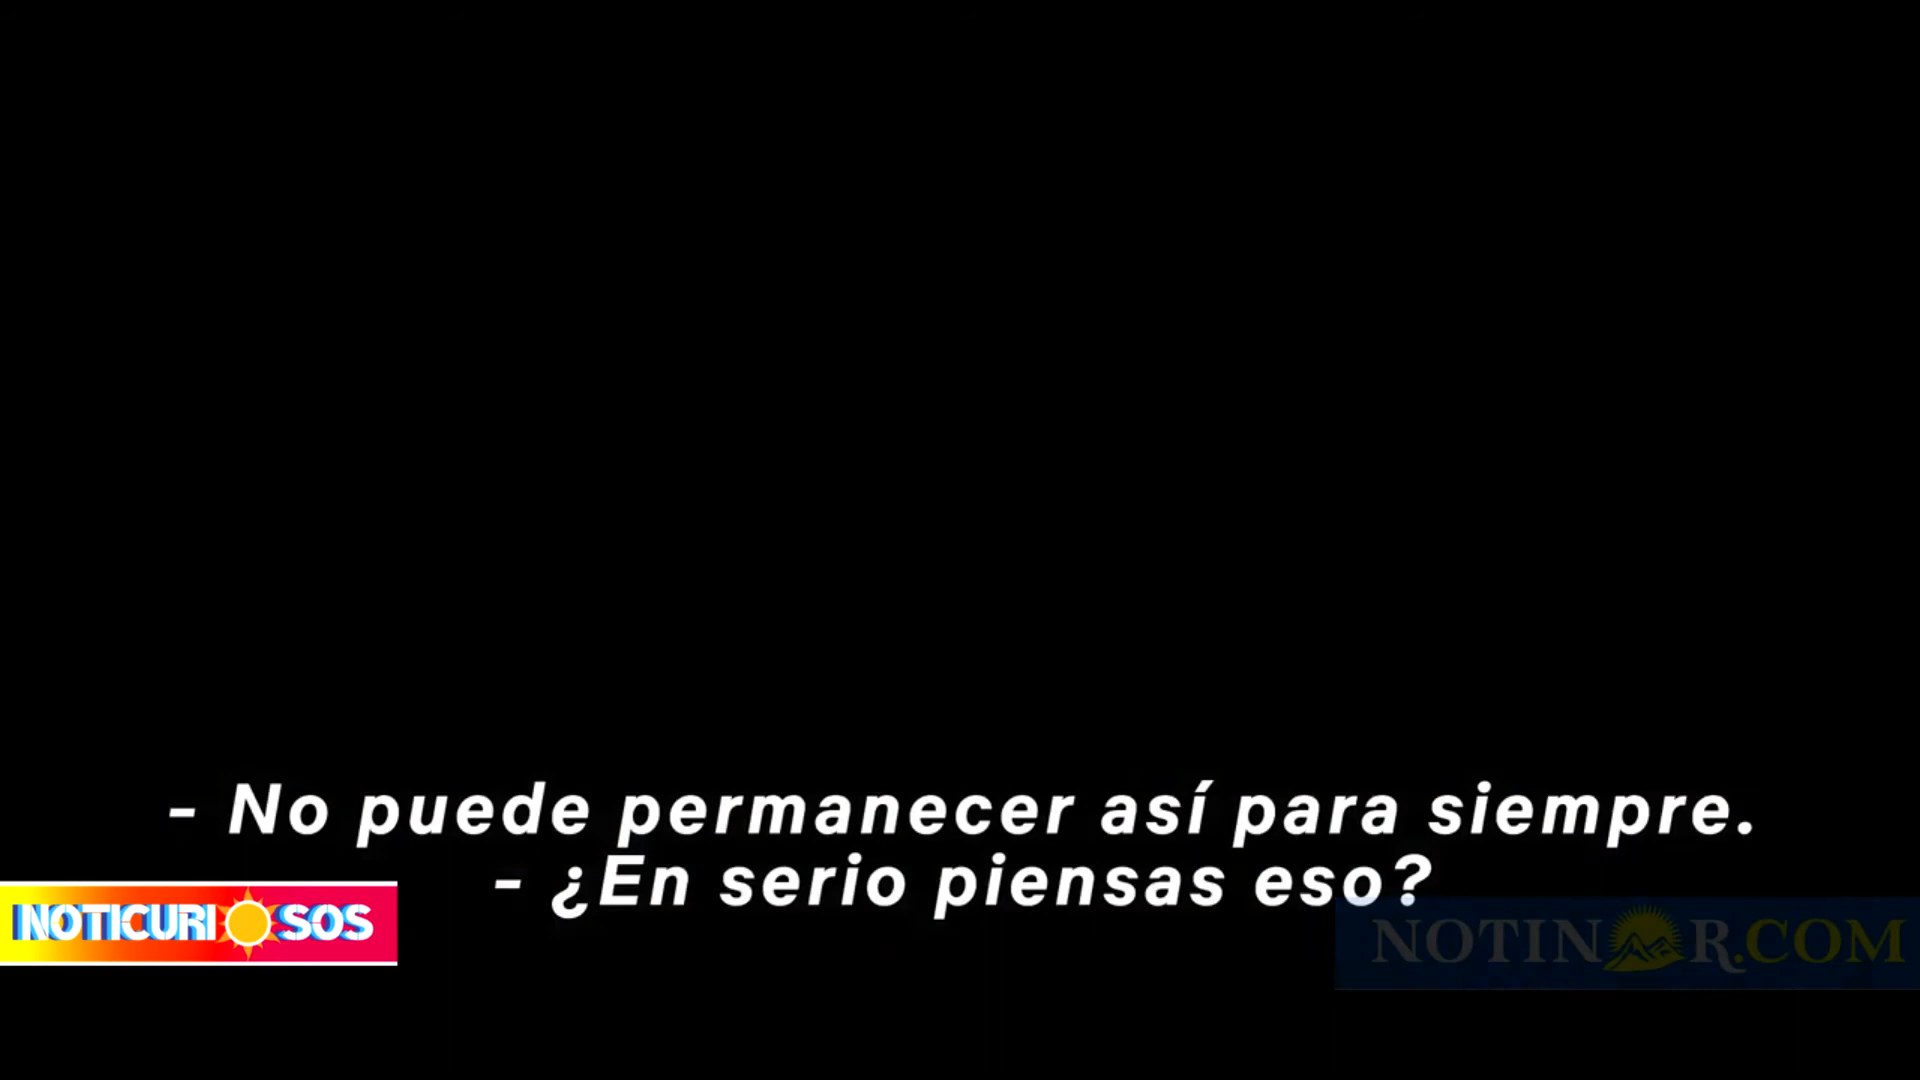 - No puede permanecer así para siempre.
- ¿En serio piensas eso?
NOTICURIOSOS
NOTINOR.COM